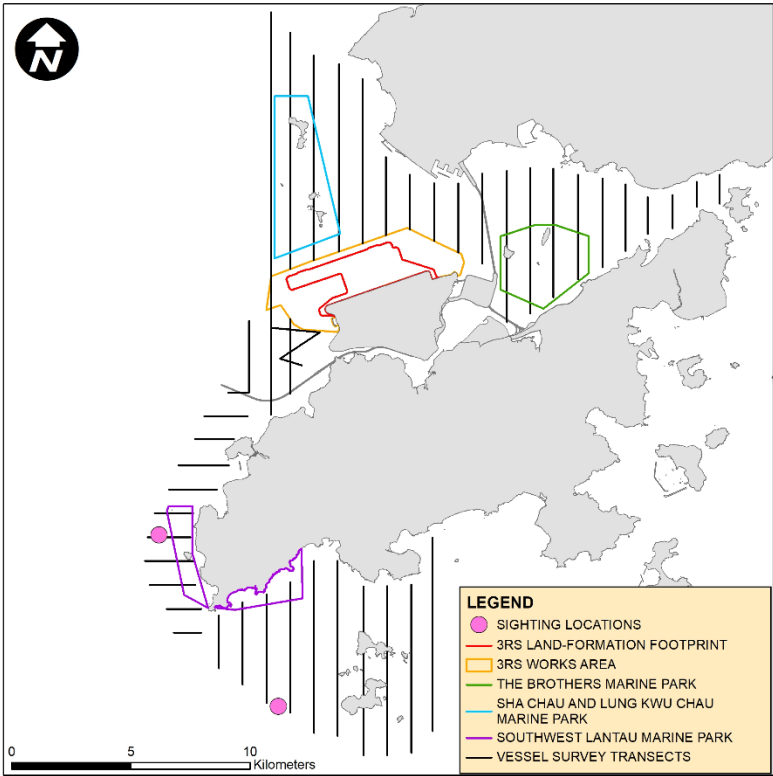 N
LEGEND
SIGHTING LOCATIONS
3RS LAND-FORMATION FOOTPRINT
3RS WORKS AREA
THE BROTHERS MARINE PARK
SHA CHAU AND LUNG KWU CHAU
MARINE PARK
SOUTHWEST LANTAU MARINE PARK
VESSEL SURVEY TRANSECTS
0 5 10
Kilometers